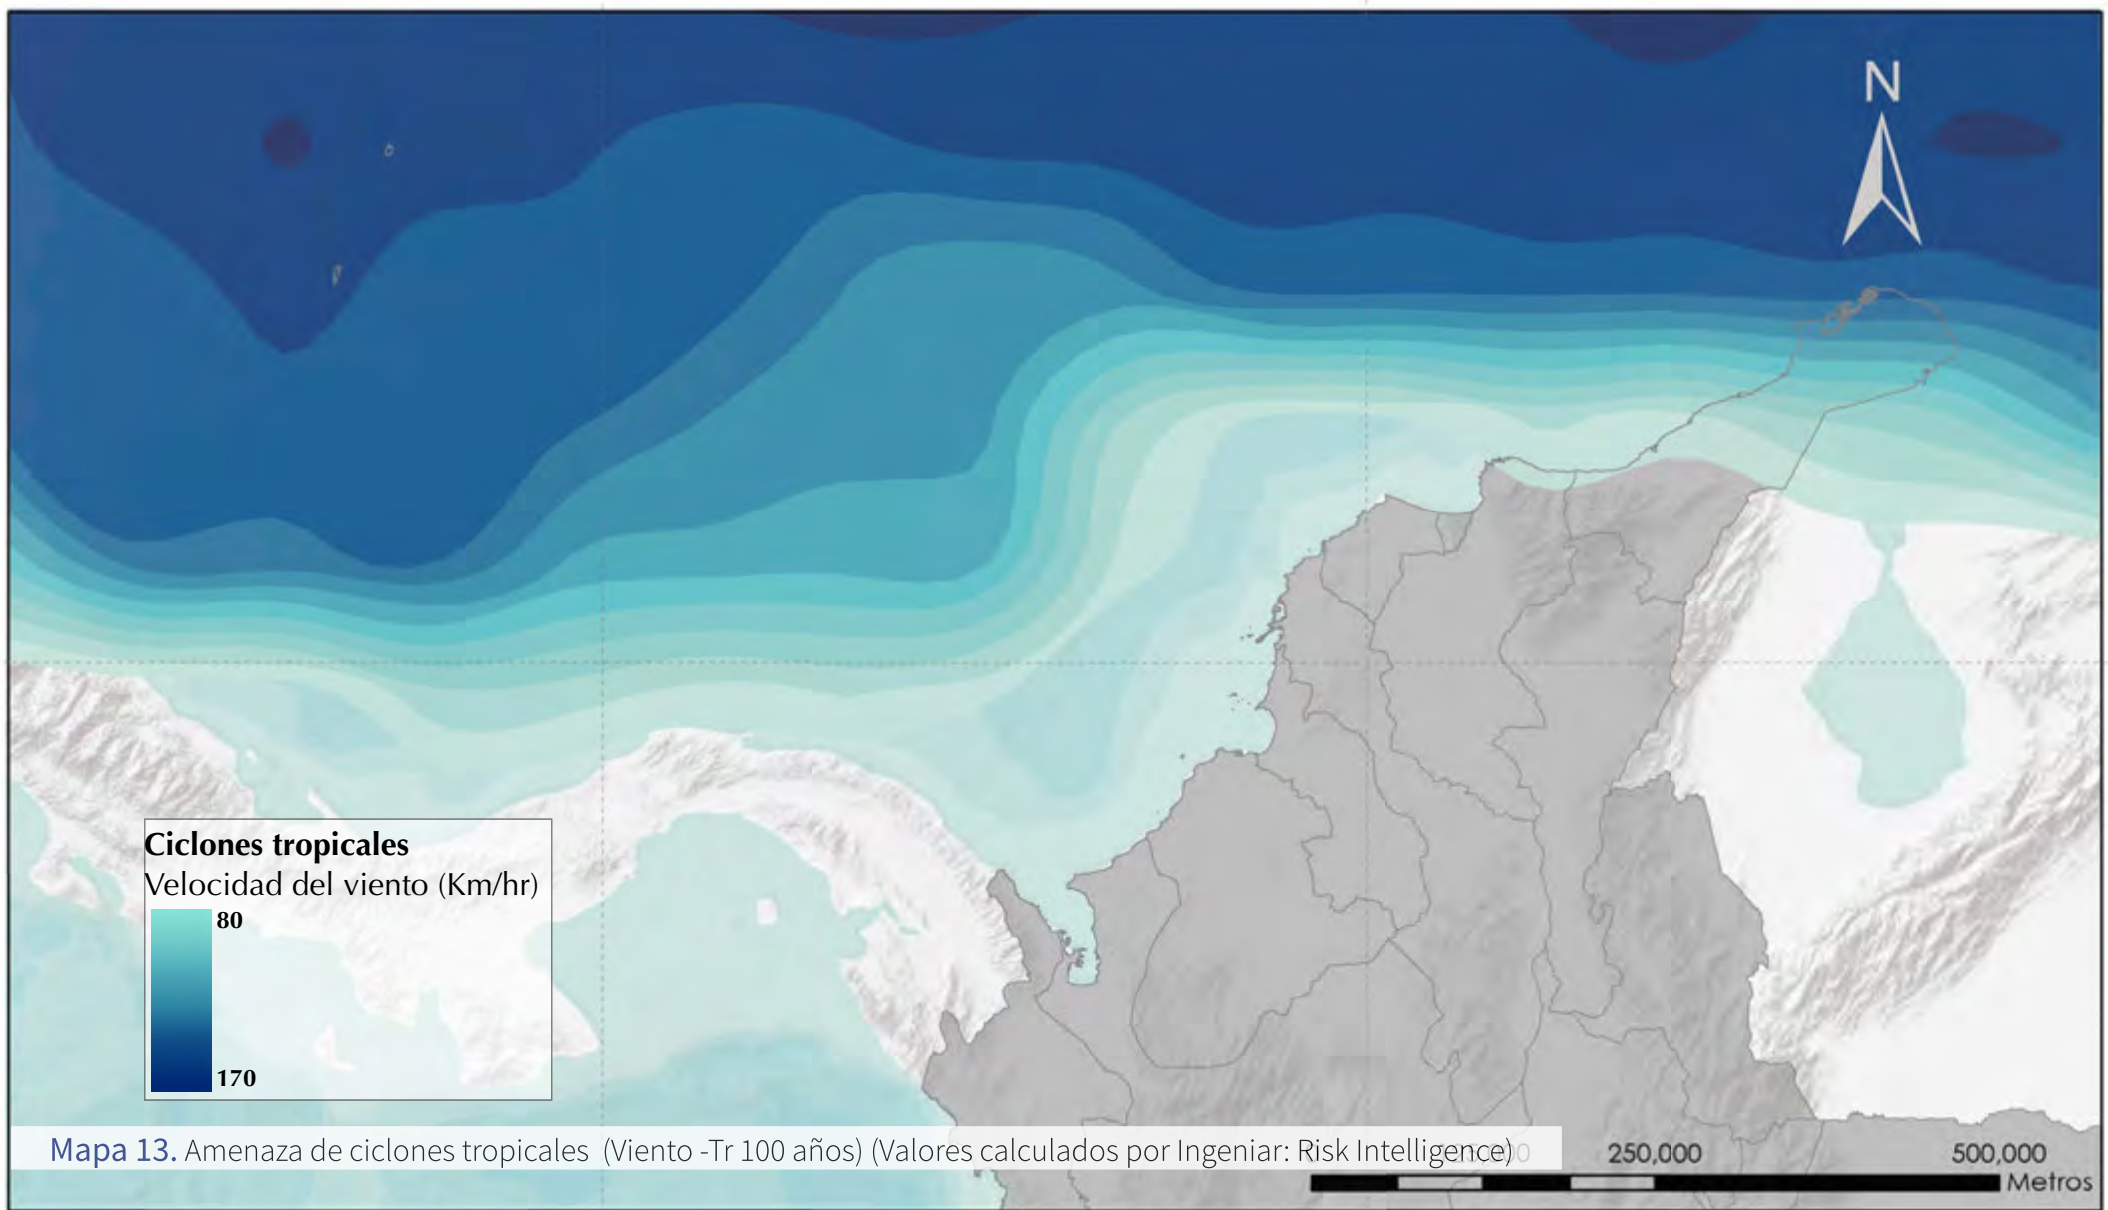 N
Ciclones tropicales
Velocidad del viento (Km/hr)
80
170
Mapa 13. Amenaza de ciclones tropicales (Viento -Tr 100 años) (Valores calculados por Ingeniar: Risk Intelligence)
250,000
500,000
Metros